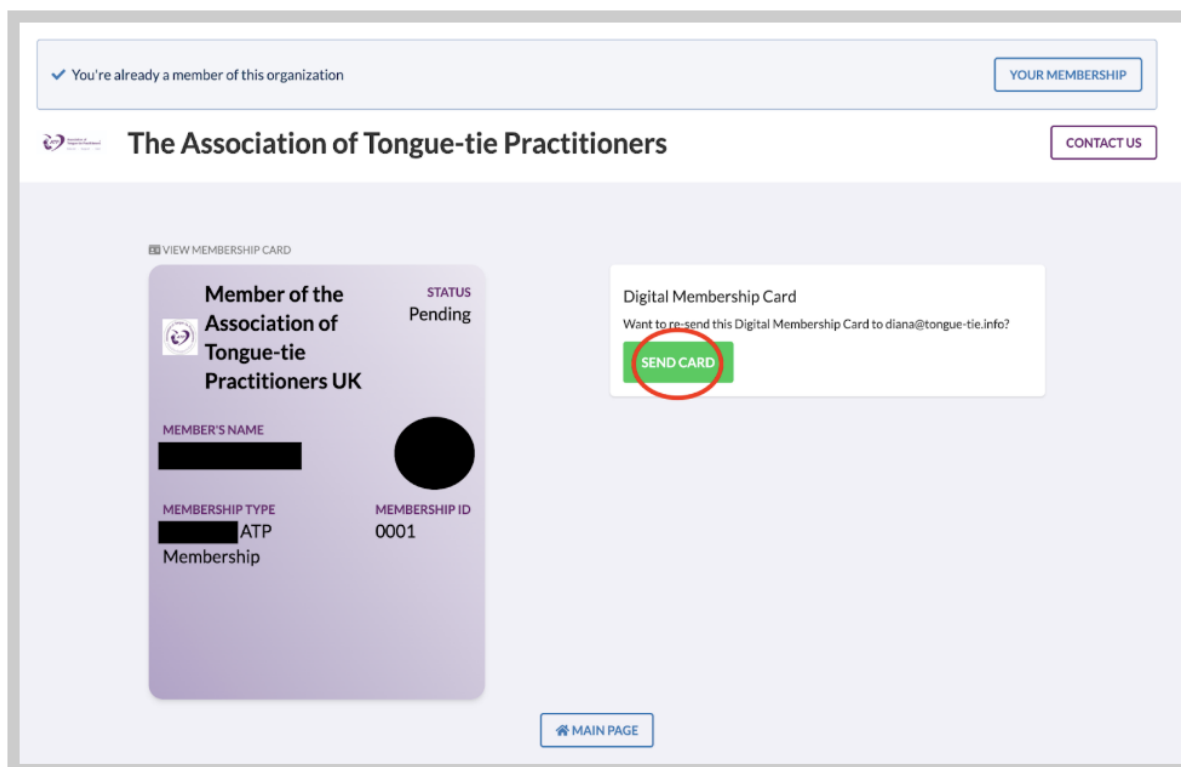 You're already a member of this organization
YOUR MEMBERSHIP
The Association of Tongue-tie Practitioners
CONTACT US
VIEW MEMBERSHIP CARD
Member of the
Association of
Tongue-tie
Practitioners UK
STATUS
Pending
MEMBER'S NAME
MEMBERSHIP TYPE
ATP
Membership
MEMBERSHIP ID
0001
Digital Membership Card
Want to re-send this Digital Membership Card to diana@tongue-tie.info?
SEND CARD
MAIN PAGE